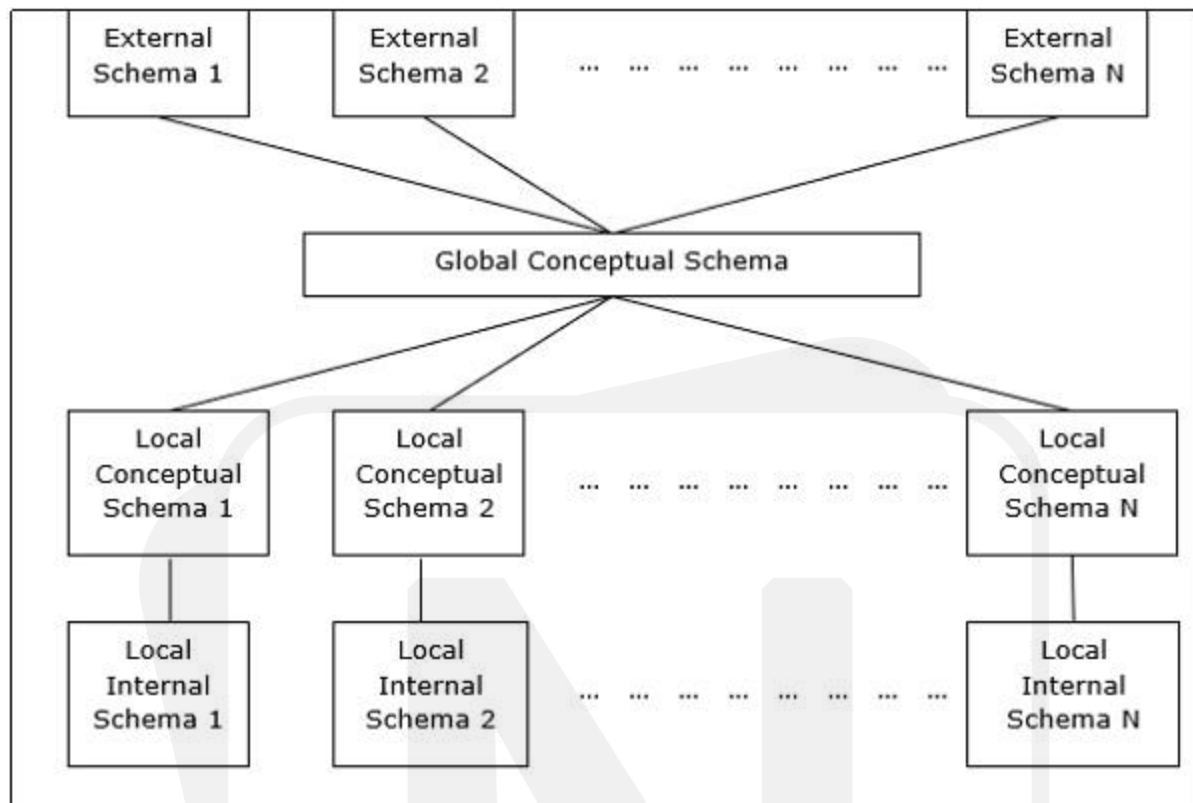 External
Schema 1
External
Schema 2
... ... ... ... ... ... ... ...
External
Schema N
Global Conceptual Schema
Local
Conceptual
Schema 1
Local
Conceptual
Schema 2
... ... ... ... ... ... ... ...
Local
Conceptual
Schema N
Local
Internal
Schema 1
Local
Internal
Schema 2
... ... ... ... ... ... ... ...
Local
Internal
Schema N